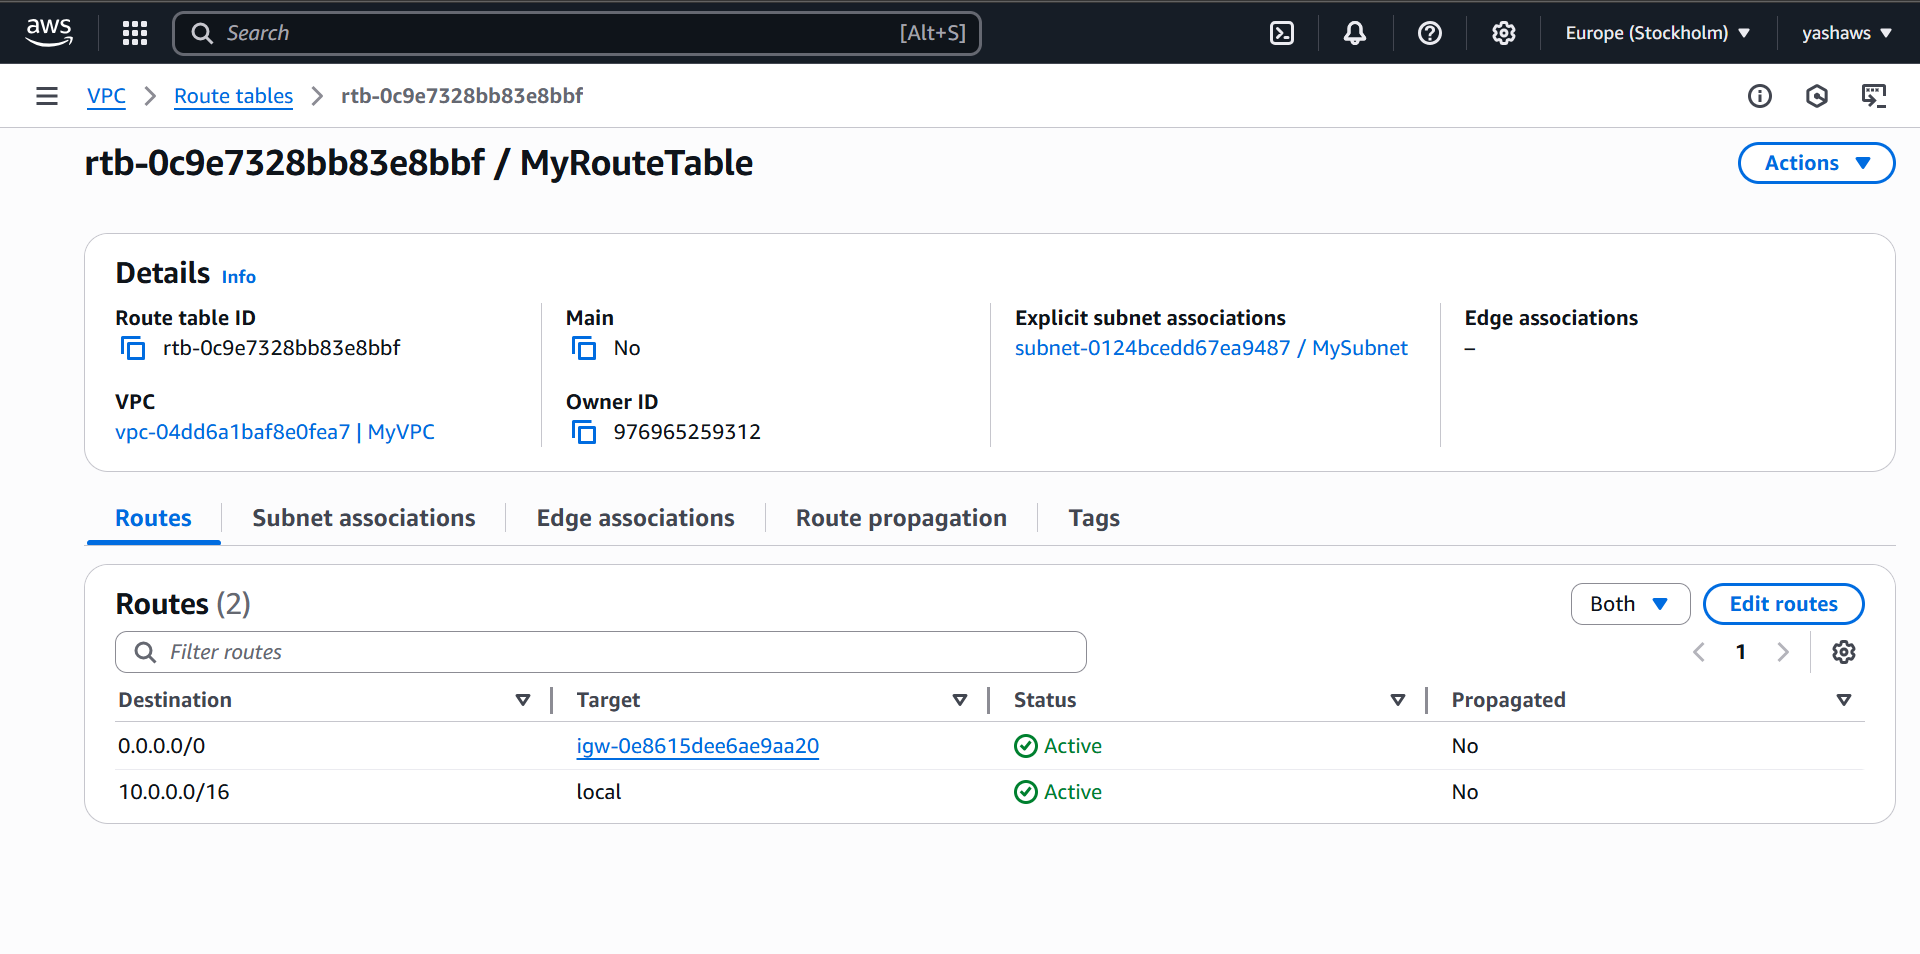 aws Search [Alt+S] Europe (Stockholm) yashaws
VPC Route tables rtb-0c9e7328bb83e8bbf
rtb-0c9e7328bb83e8bbf / MyRouteTable Actions
Details Info
Route table ID Main Explicit subnet associations Edge associations
rtb-0c9e7328bb83e8bbf No subnet-0124bcedd67ea9487 / MySubnet –
VPC Owner ID
vpc-04dd6a1baf8e0fea7 | MyVPC 976965259312
Routes Subnet associations Edge associations Route propagation Tags
Routes (2) Both Edit routes
Filter routes 1
Destination Target Status Propagated
0.0.0.0/0 igw-0e8615dee6ae9aa20 Active No
10.0.0.0/16 local Active No